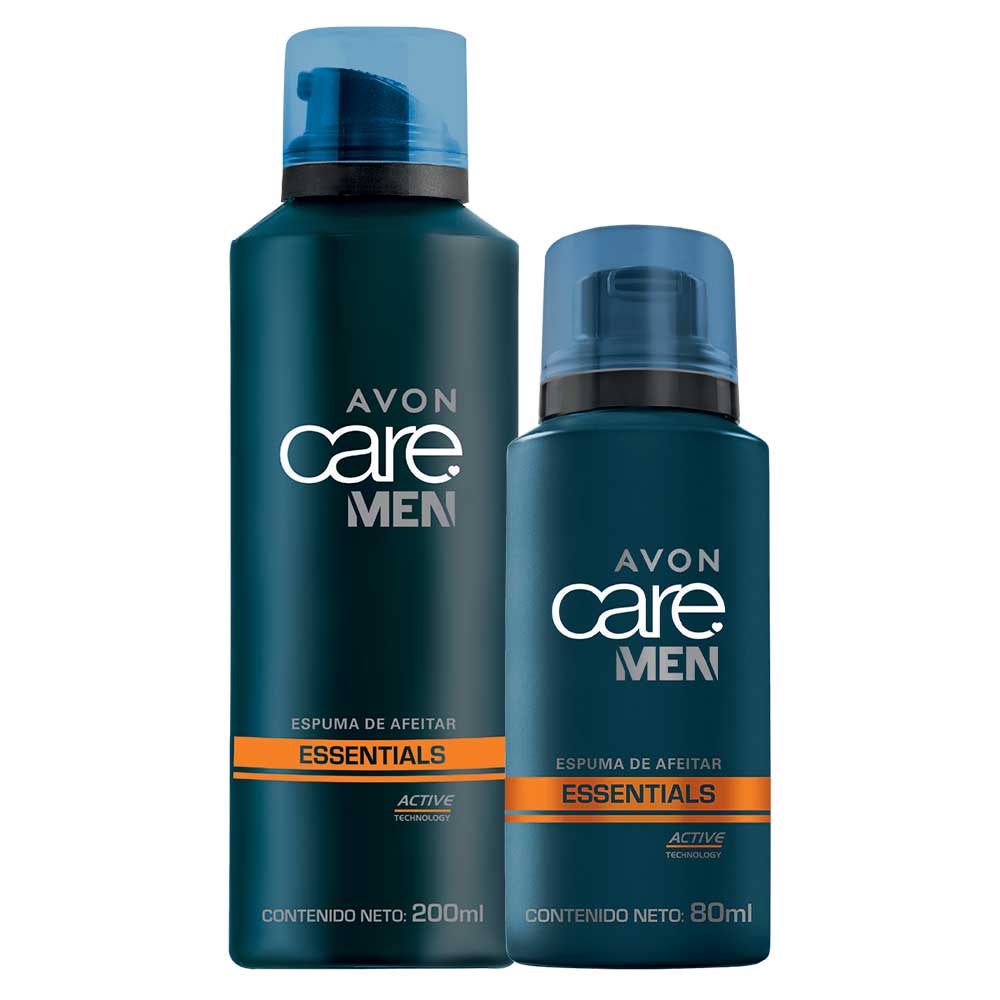 AVON
care
MEN
ESPUMA DE AFEITAR
ESSENTIALS
ACTIVE
TECHNOLOGY
CONTENIDO NETO: 200ml
AVON
care
MEN
ESPUMA DE AFEITAR
ESSENTIALS
ACTIVE
TECHNOLOGY
CONTENIDO NETO: 80ml